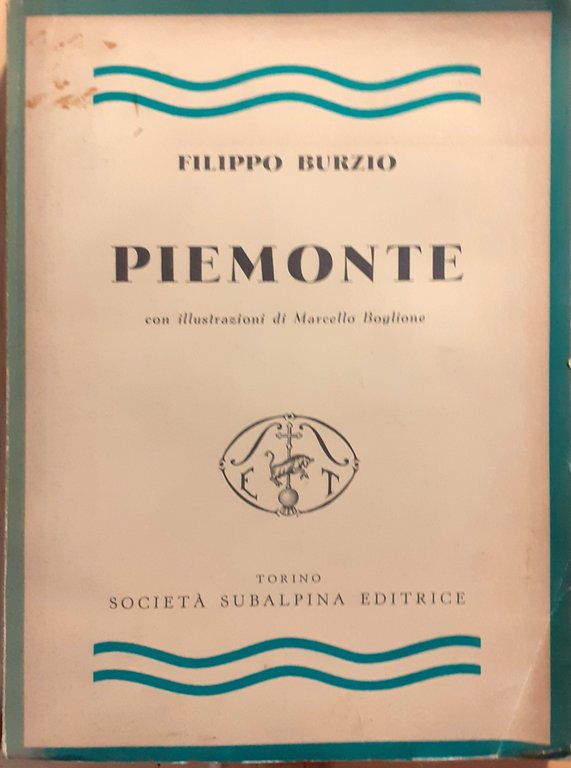 FILIPPO BURZIO
PIEMONTE
con illustrazioni di Marcello Boglione
E T
TORINO
SOCIETÀ SUBALPINA EDITRICE